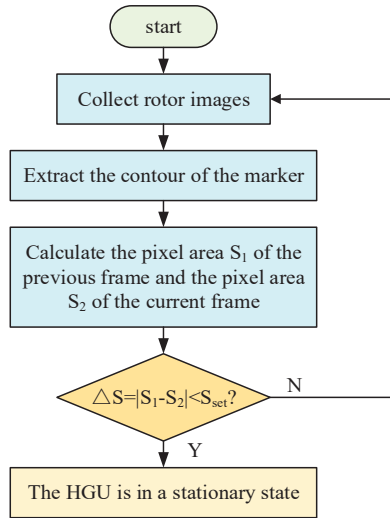 start
Collect rotor images
Extract the contour of the marker
Calculate the pixel area S₁ of the
previous frame and the pixel area
S₂ of the current frame
△S=|S₁-S₂|<Sset?
N
Y
The HGU is in a stationary state